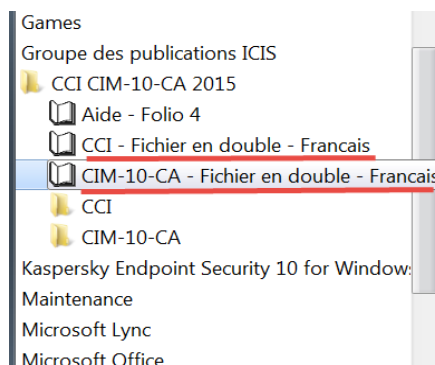 Games
Groupe des publications ICIS
CCI CIM-10-CA 2015
Aide - Folio 4
CCI - Fichier en double - Francais
CIM-10-CA - Fichier en double - Francais
CCI
CIM-10-CA
Kaspersky Endpoint Security 10 for Window
Maintenance
Microsoft Lync
Microsoft Office